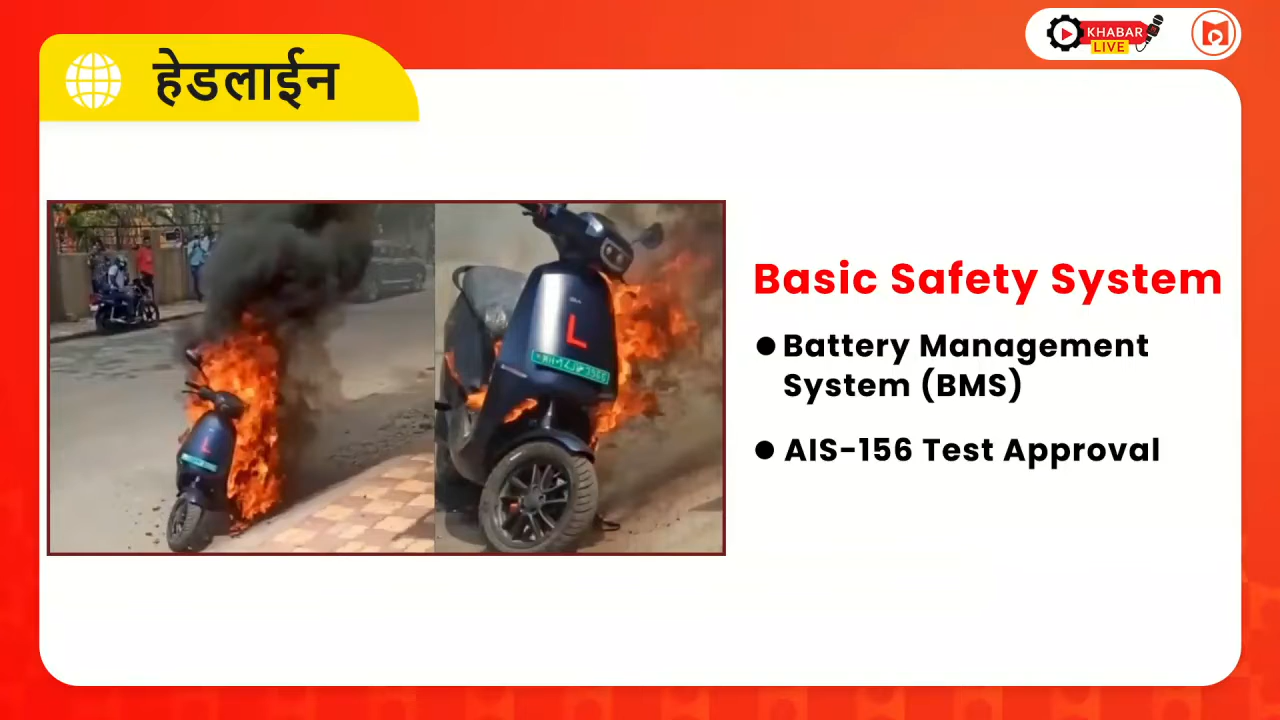 KHABAR
LIVE
हेडलाईन
L
L
Basic Safety System
● Battery Management
System (BMS)
● AIS-156 Test Approval